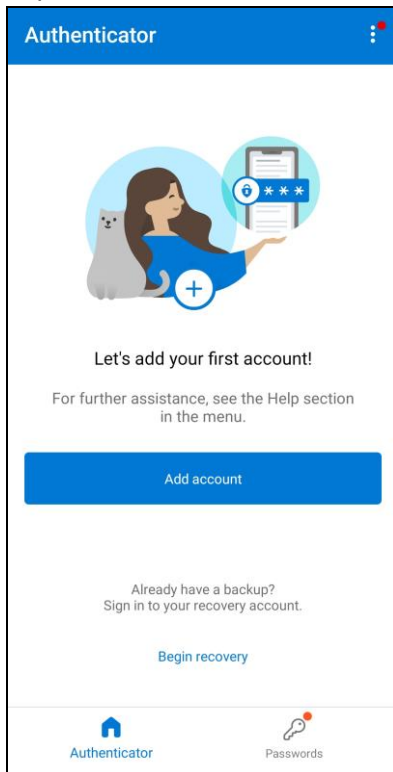 Authenticator
* * *
Let's add your first account!
For further assistance, see the Help section
in the menu.
Add account
Already have a backup?
Sign in to your recovery account.
Begin recovery
Authenticator
Passwords